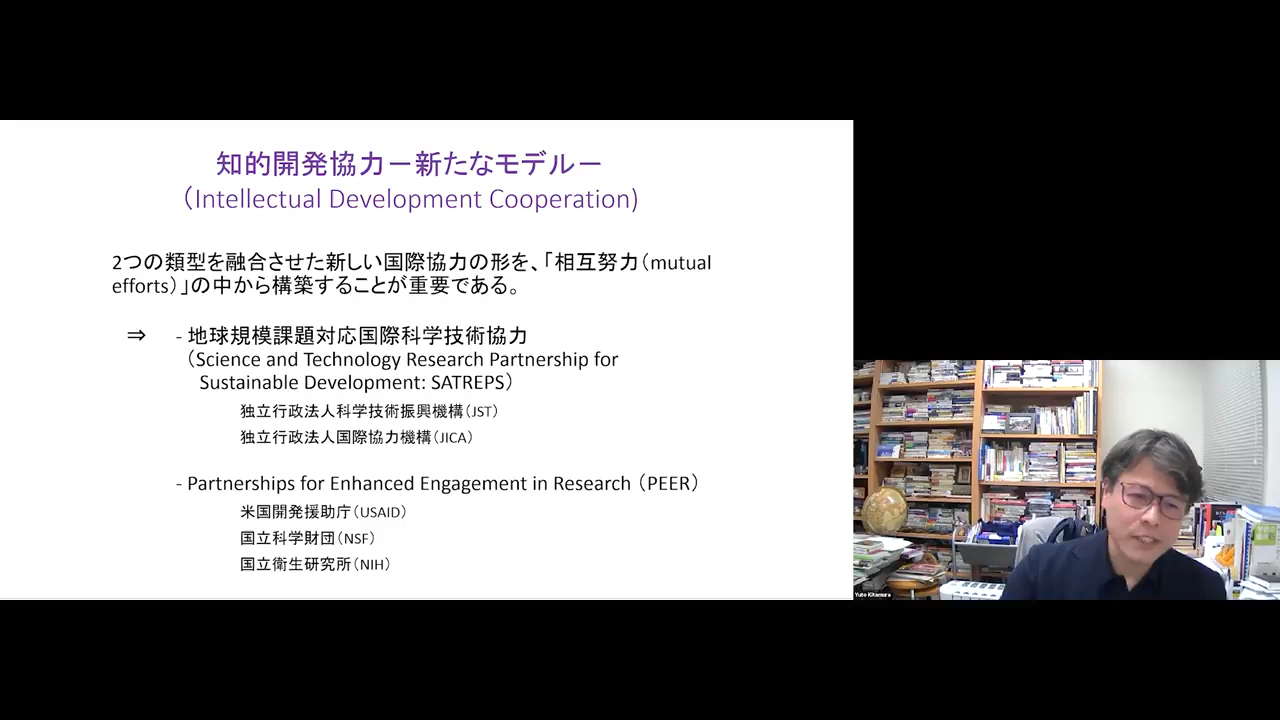 知的開発協力－新たなモデル－
（Intellectual Development Cooperation)
2つの類型を融合させた新しい国際協力の形を、「相互努力（mutual
efforts）」の中から構築することが重要である。
⇒ - 地球規模課題対応国際科学技術協力
（Science and Technology Research Partnership for
Sustainable Development: SATREPS）
独立行政法人科学技術振興機構（JST）
独立行政法人国際協力機構（JICA）
- Partnerships for Enhanced Engagement in Research （PEER）
米国開発援助庁（USAID）
国立科学財団（NSF）
国立衛生研究所（NIH）
Yuto Kitamura